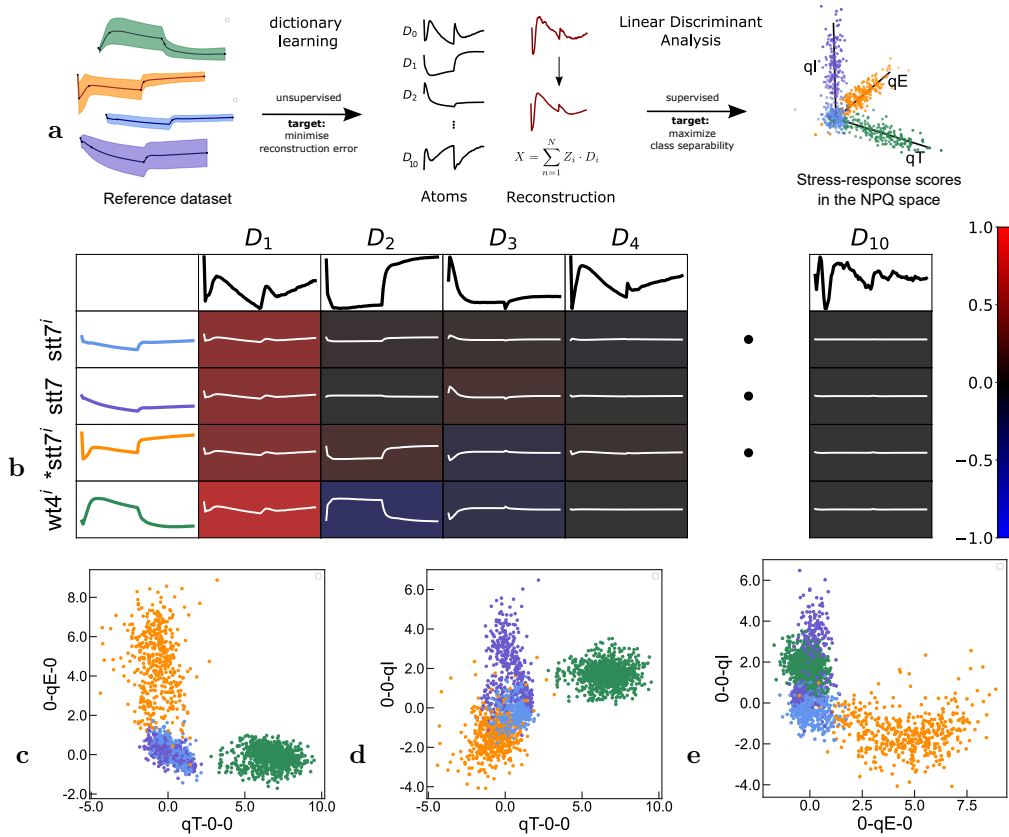 dictionary
learning
unsupervised
target:
minimise
reconstruction error
Reference dataset
D0
D1
D2
D10
Atoms
X = ∑ Zi · Di
N
n=1
Reconstruction
Linear Discriminant
Analysis
supervised
target:
maximize
class separability
qI
qE
qT
Stress-response scores
in the NPQ space
a
D1 D2 D3 D4 D10
stt7^i
stt7
*stt7^i
wt4^i
b
1.0
0.5
0.0
−0.5
−1.0
c
0-qE-0
8.0
6.0
4.0
2.0
0.0
-2.0
-5.0 0.0 5.0 10.0
qT-0-0
d
0-0-qI
6.0
4.0
2.0
0.0
-2.0
-4.0
-5.0 0.0 5.0 10.0
qT-0-0
e
0-0-qI
6.0
4.0
2.0
0.0
-2.0
-4.0
0.0 2.5 5.0 7.5
0-qE-0